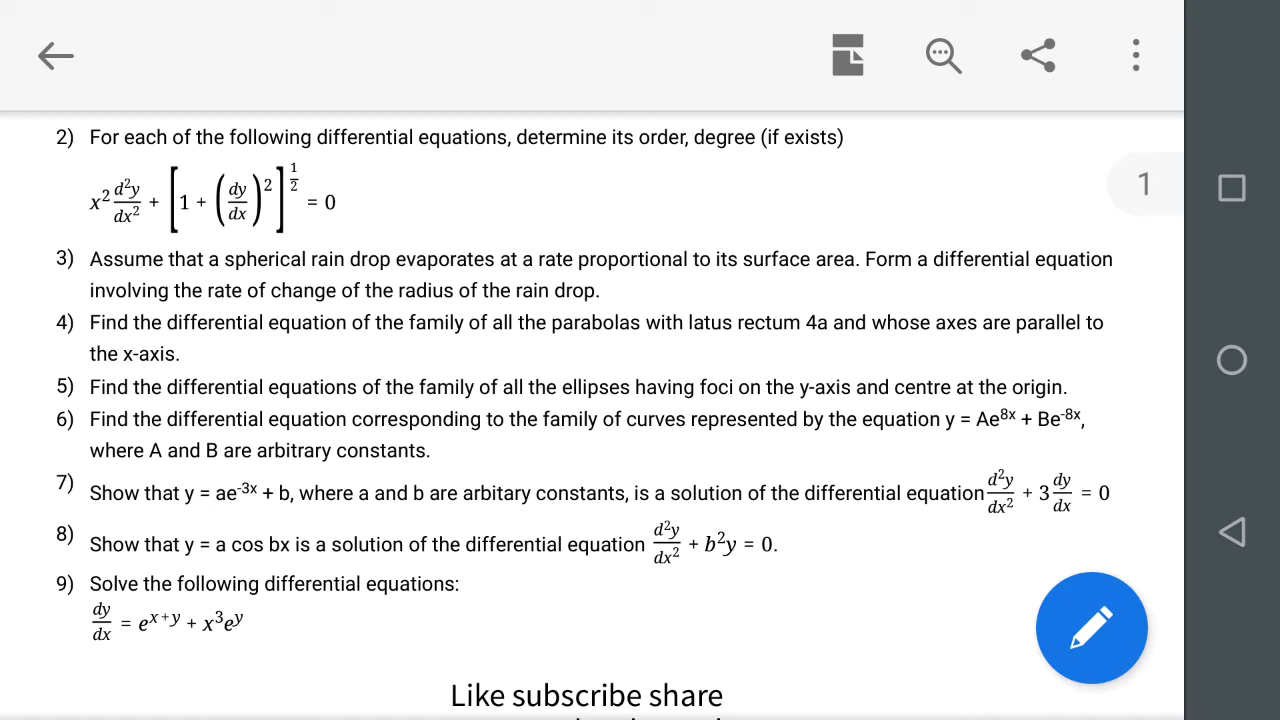 2) For each of the following differential equations, determine its order, degree (if exists)
x² d²y/dx² + [1 + (dy/dx)²]^(1/2) = 0
1
3) Assume that a spherical rain drop evaporates at a rate proportional to its surface area. Form a differential equation
involving the rate of change of the radius of the rain drop.
4) Find the differential equation of the family of all the parabolas with latus rectum 4a and whose axes are parallel to
the x-axis.
5) Find the differential equations of the family of all the ellipses having foci on the y-axis and centre at the origin.
6) Find the differential equation corresponding to the family of curves represented by the equation y = Ae^(8x) + Be^(-8x),
where A and B are arbitrary constants.
7) Show that y = ae^(-3x) + b, where a and b are arbitary constants, is a solution of the differential equation d²y/dx² + 3 dy/dx = 0
8) Show that y = a cos bx is a solution of the differential equation d²y/dx² + b²y = 0.
9) Solve the following differential equations:
dy/dx = e^(x+y) + x³e^y
Like subscribe share